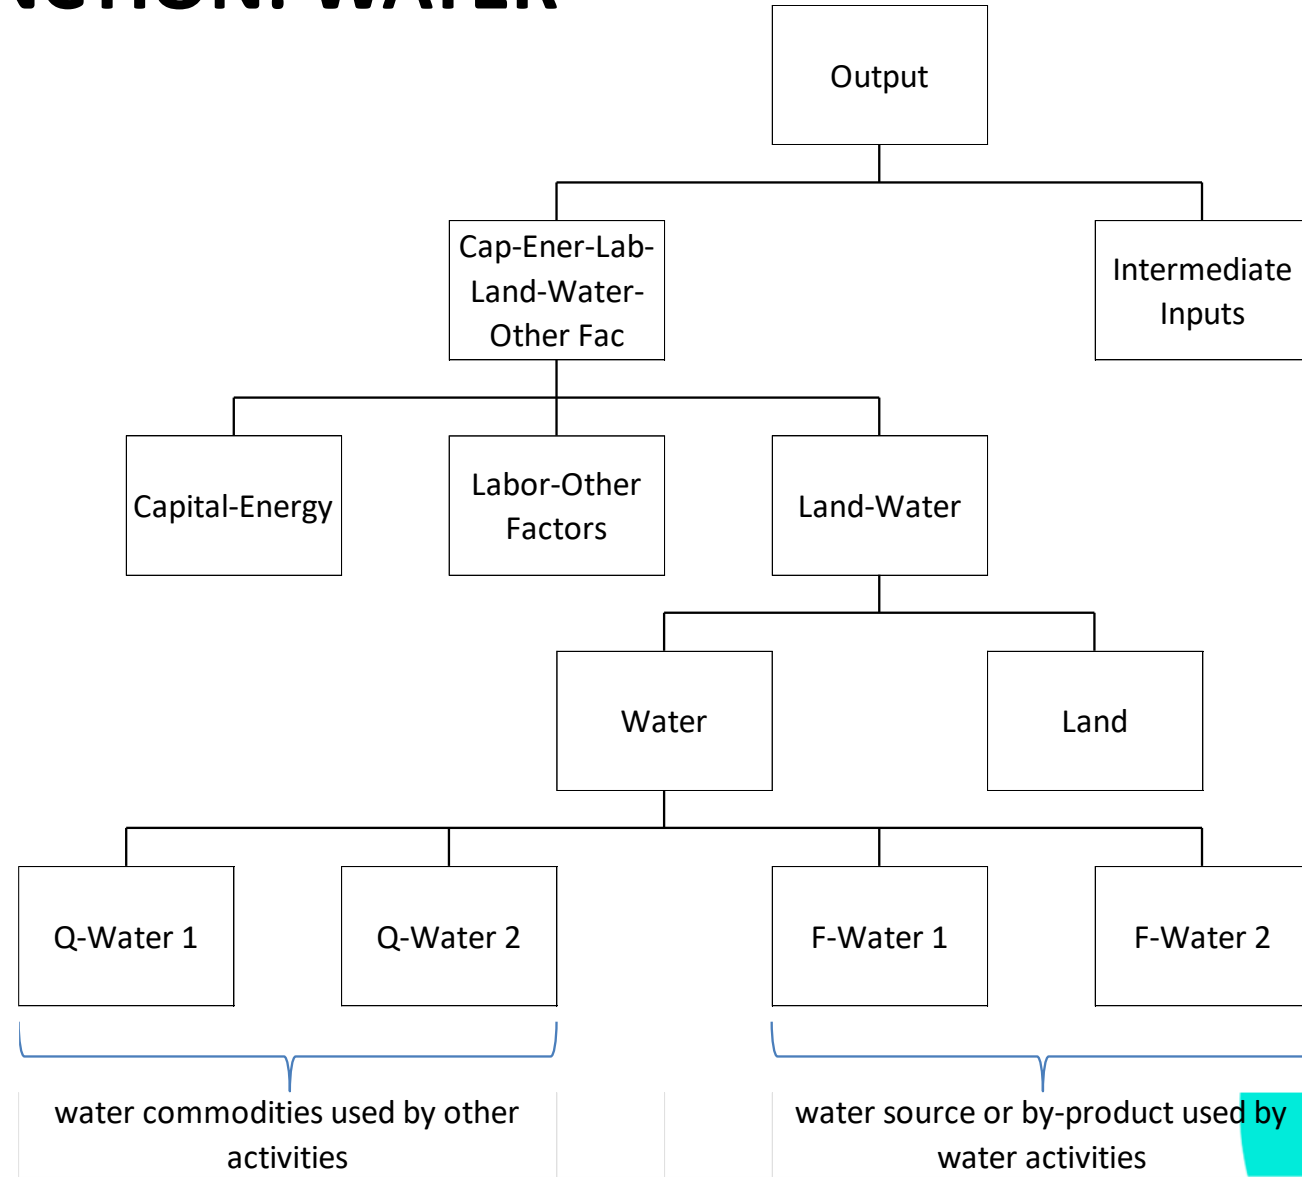 NCTION: WATER
Output
Cap-Ener-Lab-
Land-Water-
Other Fac
Intermediate
Inputs
Capital-Energy
Labor-Other
Factors
Land-Water
Water
Land
Q-Water 1
Q-Water 2
F-Water 1
F-Water 2
water commodities used by other
activities
water source or by-product used by
water activities